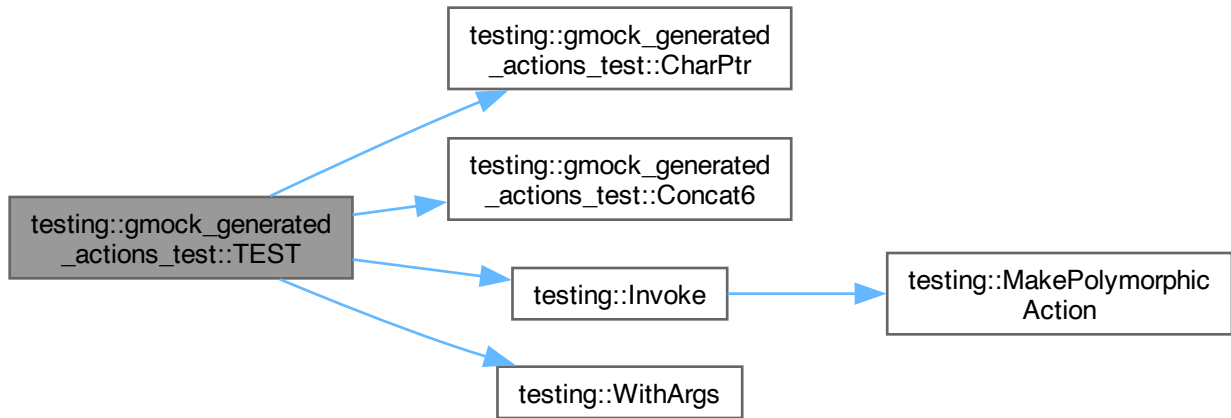 testing::gmock_generated
_actions_test::CharPtr
testing::gmock_generated
_actions_test::Concat6
testing::gmock_generated
_actions_test::TEST
testing::Invoke
testing::MakePolymorphic
Action
testing::WithArgs